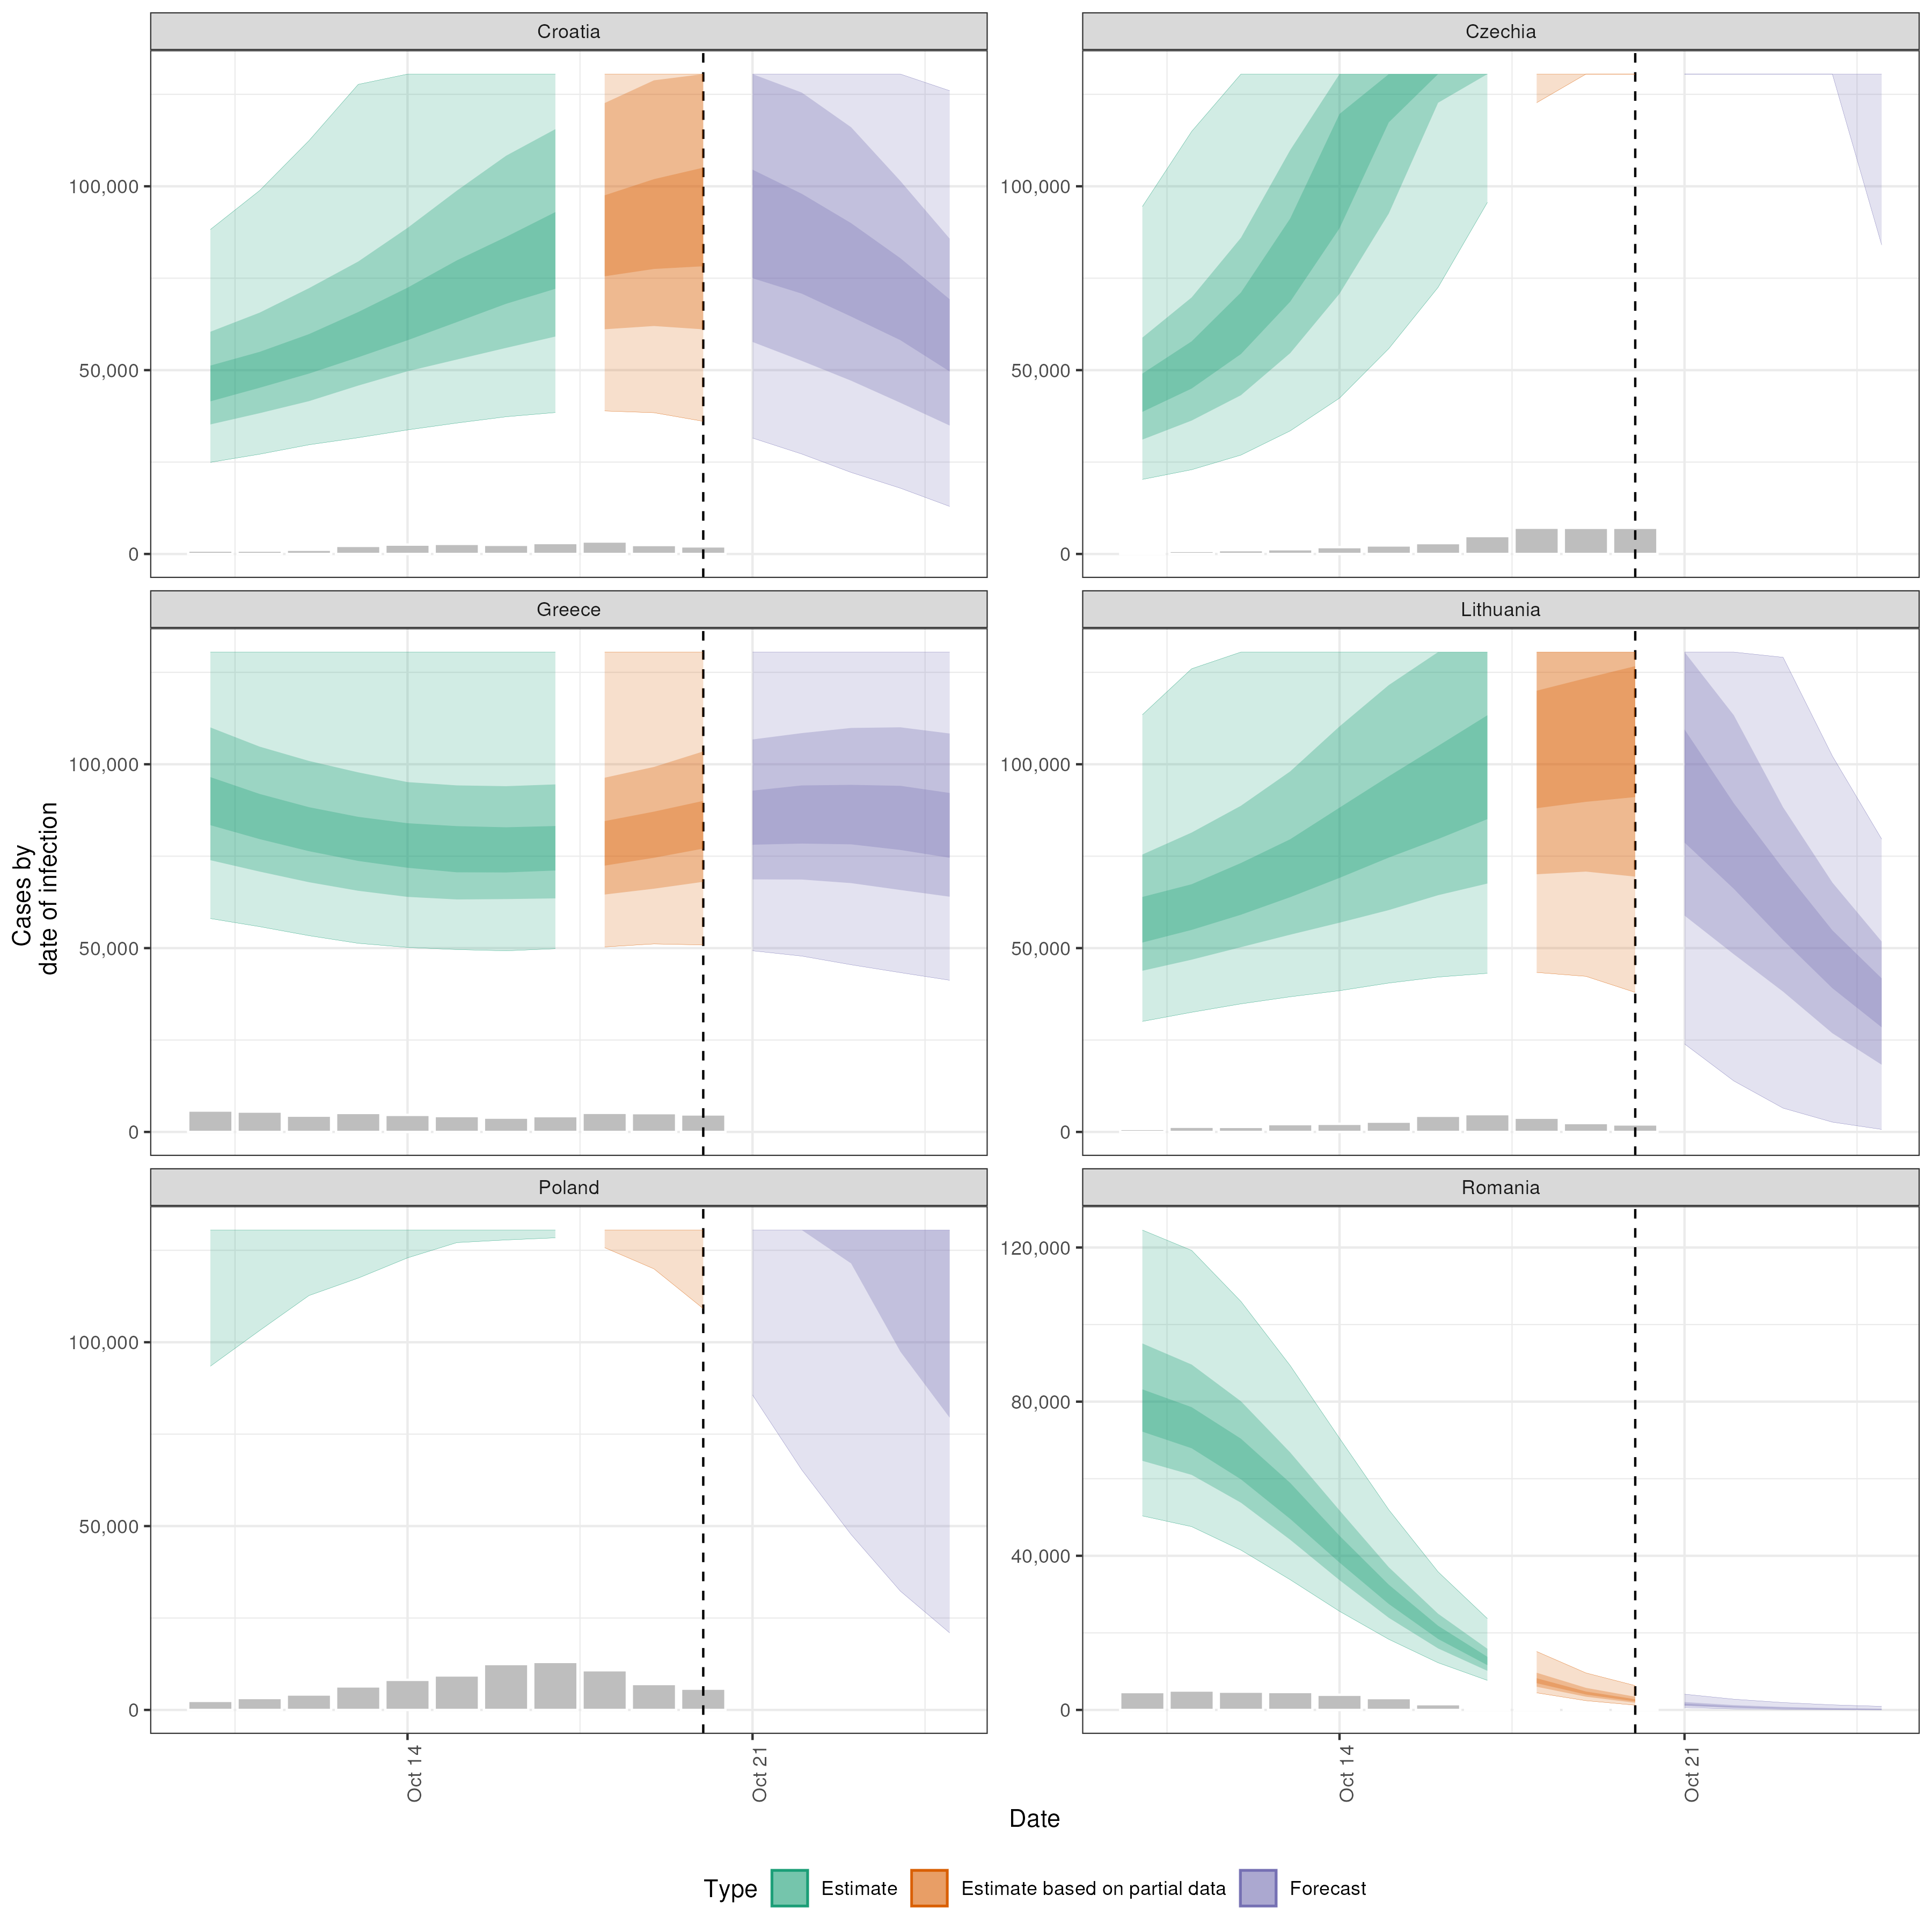 Croatia
Czechia
100,000
50,000
0
100,000
50,000
0
Greece
Lithuania
100,000
50,000
0
100,000
50,000
0
Cases by
date of infection
Poland
Romania
100,000
50,000
0
120,000
80,000
40,000
0
Oct 14
Oct 21
Oct 14
Oct 21
Date
Type Estimate Estimate based on partial data Forecast